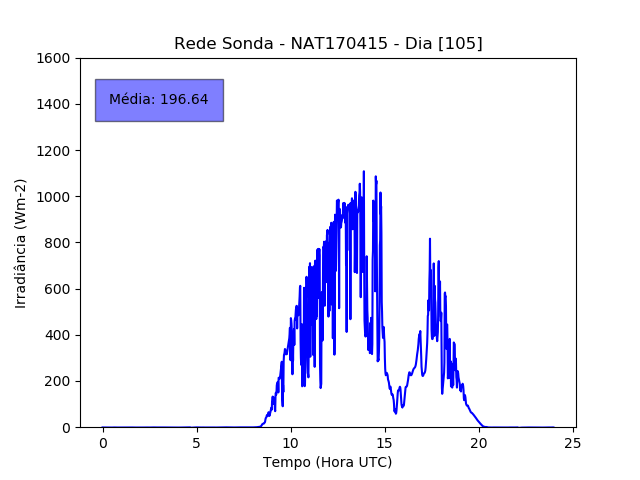 Rede Sonda - NAT170415 - Dia [105]
1600
1400
1200
1000
800
600
400
200
0
Irradiância (Wm-2)
Média: 196.64
0 5 10 15 20 25
Tempo (Hora UTC)